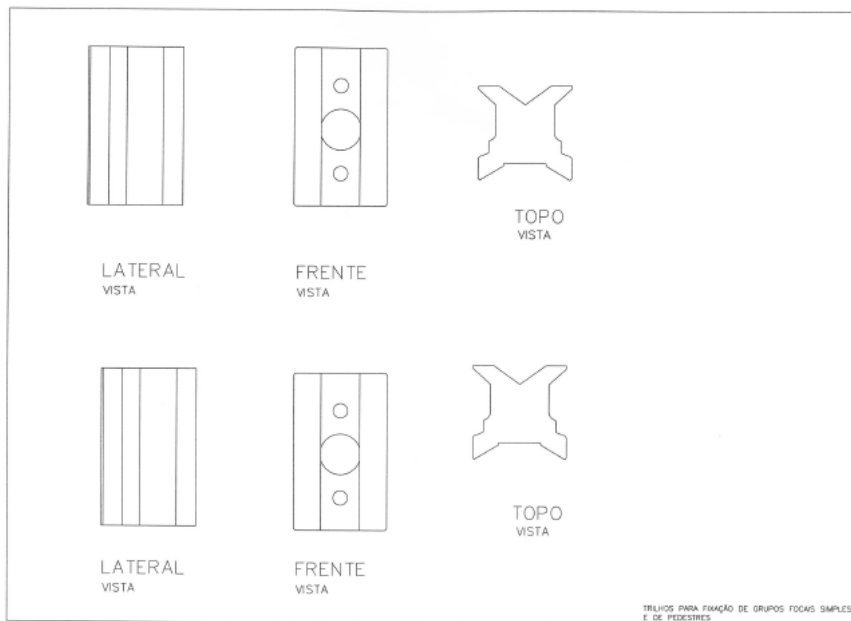 TOPO
VISTA
LATERAL
VISTA
FRENTE
VISTA
TOPO
VISTA
LATERAL
VISTA
FRENTE
VISTA
TRILHOS PARA FIXAÇÃO DE GRUPOS FOCAIS SIMPLES
E DE PEDESTRES